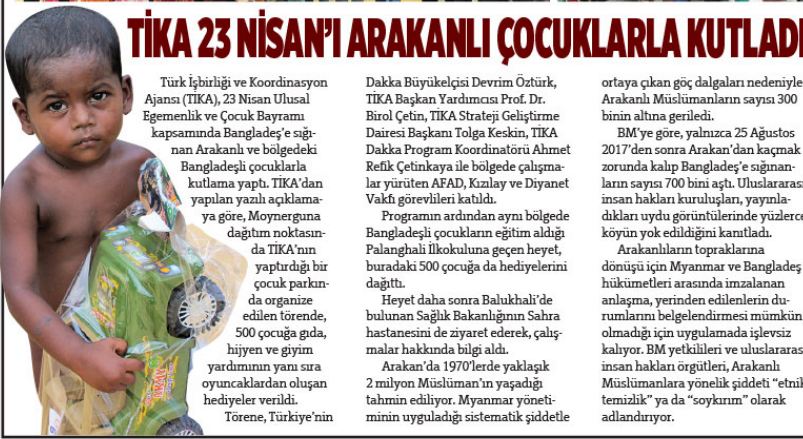 TİKA 23 NİSAN'I ARAKANLI ÇOCUKLARLA KUTLADI
Türk İşbirliği ve Koordinasyon
Ajansı (TİKA), 23 Nisan Ulusal
Egemenlik ve Çocuk Bayramı
kapsamında Bangladeş'e sığı-
nan Arakanlı ve bölgedeki
Bangladeşli çocuklarla
kutlama yaptı. TİKA'dan
yapılan yazılı açıklama-
ya göre, Moynerguna
dağıtım noktasın-
da TİKA'nın
yaptırdığı bir
çocuk parkın-
da organize
edilen törende,
500 çocuğa gıda,
hijyen ve giyim
yardımının yanı sıra
oyuncaklardan oluşan
hediyeler verildi.
Törene, Türkiye'nin
Dakka Büyükelçisi Devrim Öztürk,
TİKA Başkan Yardımcısı Prof. Dr.
Birol Çetin, TİKA Strateji Geliştirme
Dairesi Başkanı Tolga Keskin, TİKA
Dakka Program Koordinatörü Ahmet
Refik Çetinkaya ile bölgede çalışma-
lar yürüten AFAD, Kızılay ve Diyanet
Vakfı görevlileri katıldı.
Programın ardından aynı bölgede
Bangladeşli çocukların eğitim aldığı
Palanghali İlkokuluna geçen heyet,
buradaki 500 çocuğa da hediyelerini
dağıttı.
Heyet daha sonra Balukhali'de
bulunan Sağlık Bakanlığının Sahra
hastanesini de ziyaret ederek, çalış-
malar hakkında bilgi aldı.
Arakan'da 1970'lerde yaklaşık
2 milyon Müslüman'ın yaşadığı
tahmin ediliyor. Myanmar yöneti-
minin uyguladığı sistematik şiddetle
ortaya çıkan göç dalgaları nedeniyle
Arakanlı Müslümanların sayısı 300
binin altına geriledi.
BM'ye göre, yalnızca 25 Ağustos
2017'den sonra Arakan'dan kaçmak
zorunda kalıp Bangladeş'e sığınan-
ların sayısı 700 bini aştı. Uluslararası
insan hakları kuruluşları, yayınla-
dıkları uydu görüntülerinde yüzlerce
köyün yok edildiğini kanıtladı.
Arakanlıların topraklarına
dönüşü için Myanmar ve Bangladeş
hükümetleri arasında imzalanan
anlaşma, yerinden edilenlerin du-
rumlarını belgelendirmesi mümkün
olmadığı için uygulamada işlevsiz
kalıyor. BM yetkilileri ve uluslararası
insan hakları örgütleri, Arakanlı
Müslümanlara yönelik şiddeti "etnik
temizlik" ya da "soykırım" olarak
adlandırıyor.